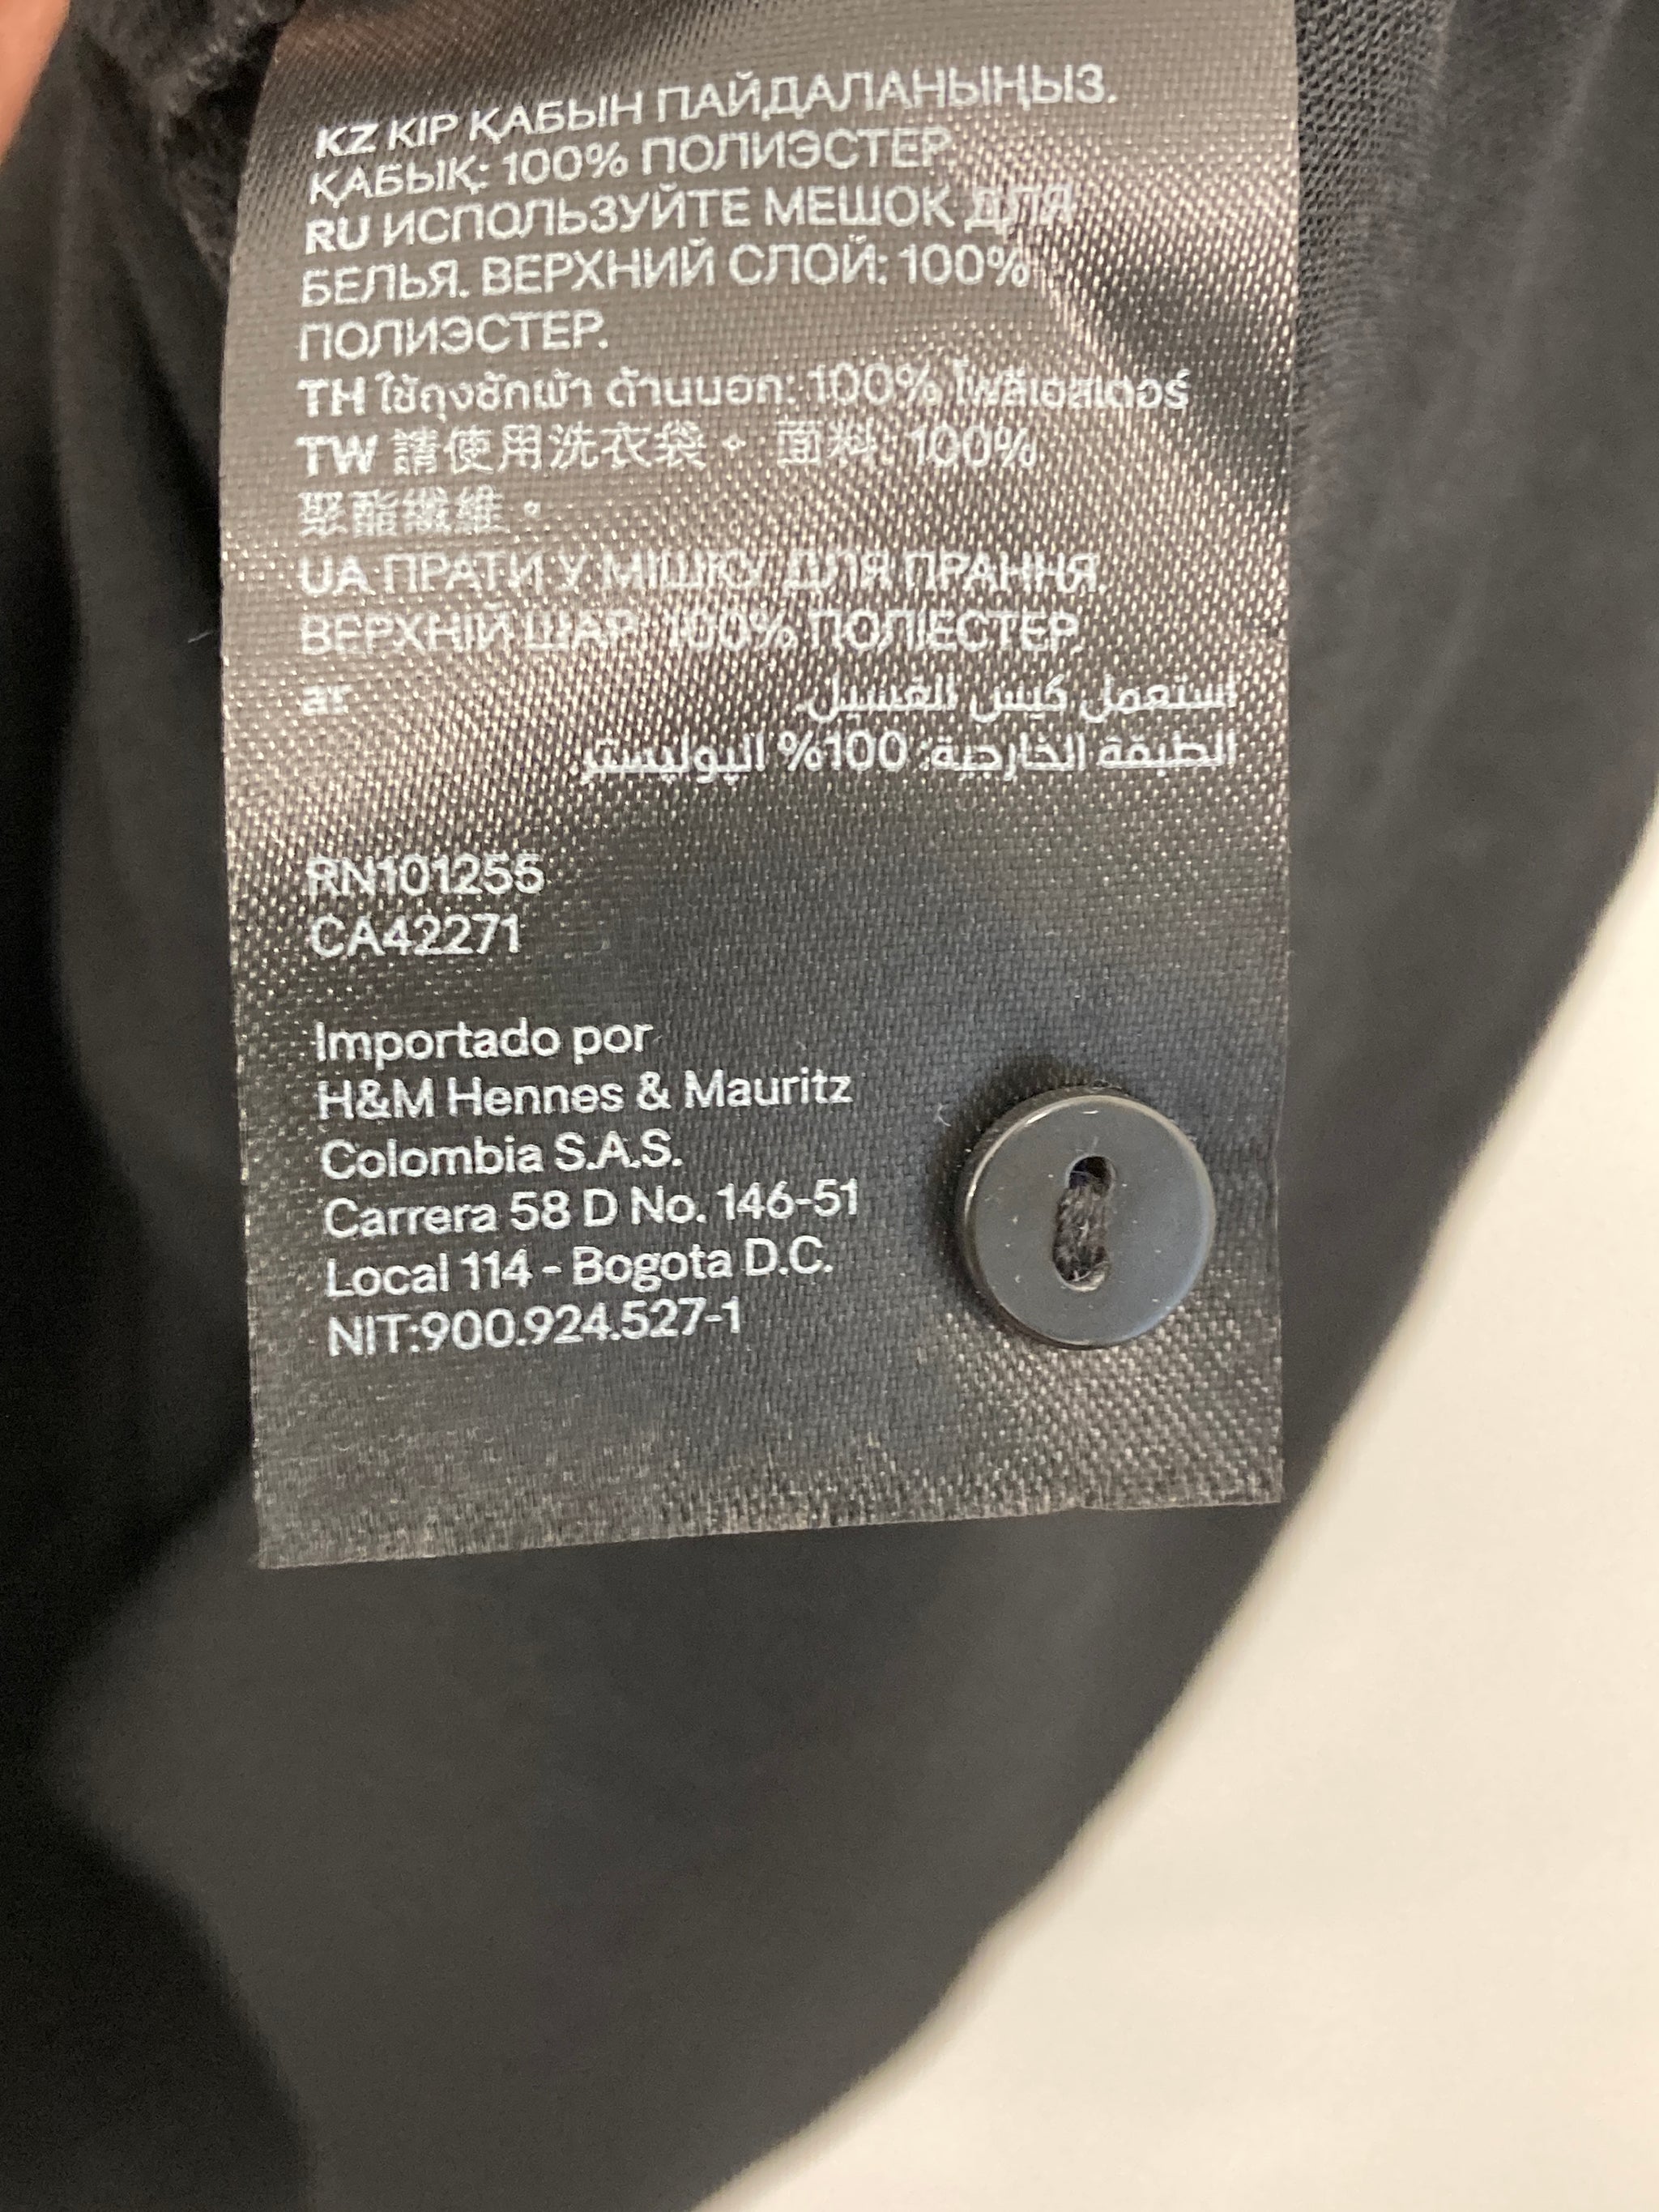 KZ КІР ҚАБЫН ПАЙДАЛАНЫҢЫЗ.
ҚАБЫҚ: 100% ПОЛИЭСТЕР.
RU ИСПОЛЬЗУЙТЕ МЕШОК ДЛЯ
БЕЛЬЯ. ВЕРХНИЙ СЛОЙ: 100%
ПОЛИЭСТЕР.
TH ใช้ถุงซักผ้า ด้านนอก: 100% โพลีเอสเตอร์
TW 請使用洗衣袋。 面料: 100%
聚酯纖維。
UA ПРАТИ У МІШКУ ДЛЯ ПРАННЯ.
ВЕРХНІЙ ШАР: 100% ПОЛІЕСТЕР
ar استعمل كيس الغسيل.
الطبقة الخارجية: 100% البوليستر
RN101255
CA42271
Importado por
H&M Hennes & Mauritz
Colombia S.A.S.
Carrera 58 D No. 146-51
Local 114 - Bogota D.C.
NIT:900.924.527-1